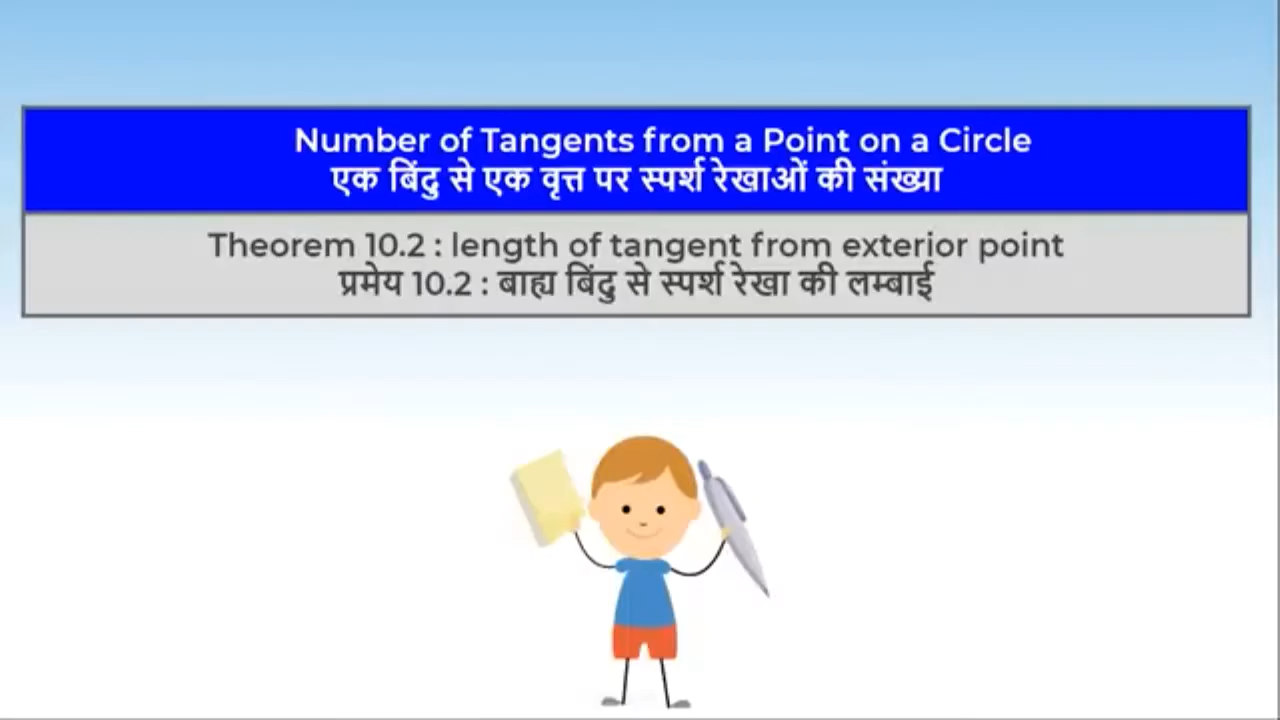 Number of Tangents from a Point on a Circle
एक बिंदु से एक वृत्त पर स्पर्श रेखाओं की संख्या
Theorem 10.2 : length of tangent from exterior point
प्रमेय 10.2 : बाह्य बिंदु से स्पर्श रेखा की लम्बाई